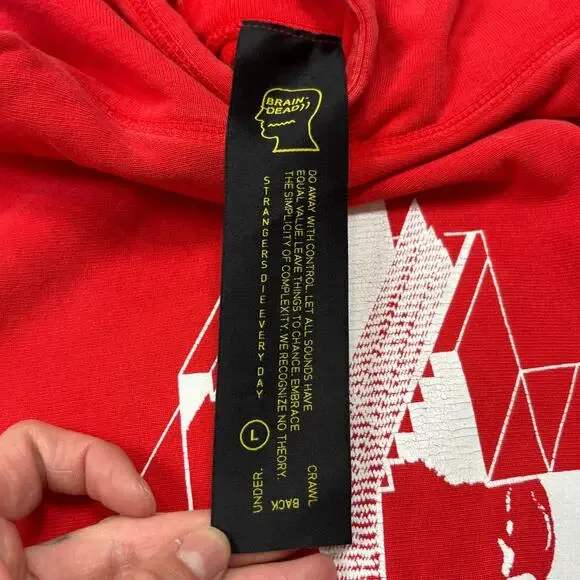 BRAIN
DEAD
STRANGERS DIE EVERY DAY
L
DO AWAY WITH CONTROL. LET ALL SOUNDS HAVE
EQUAL VALUE. LEAVE THINGS TO CHANGE. EMBRACE
THE SIMPLICITY OF COMPLEXITY. WE RECOGNIZE NO THEORY.
CRAWL
BACK
UNDER.